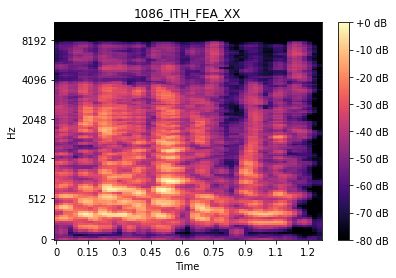 1086_ITH_FEA_XX
+0 dB
8192
-10 dB
4096
-20 dB
-30 dB
2048
Hz
-40 dB
1024
-50 dB
512
-60 dB
-70 dB
0
-80 dB
0 0.15 0.3 0.45 0.6 0.75 0.9 1.1 1.2
Time